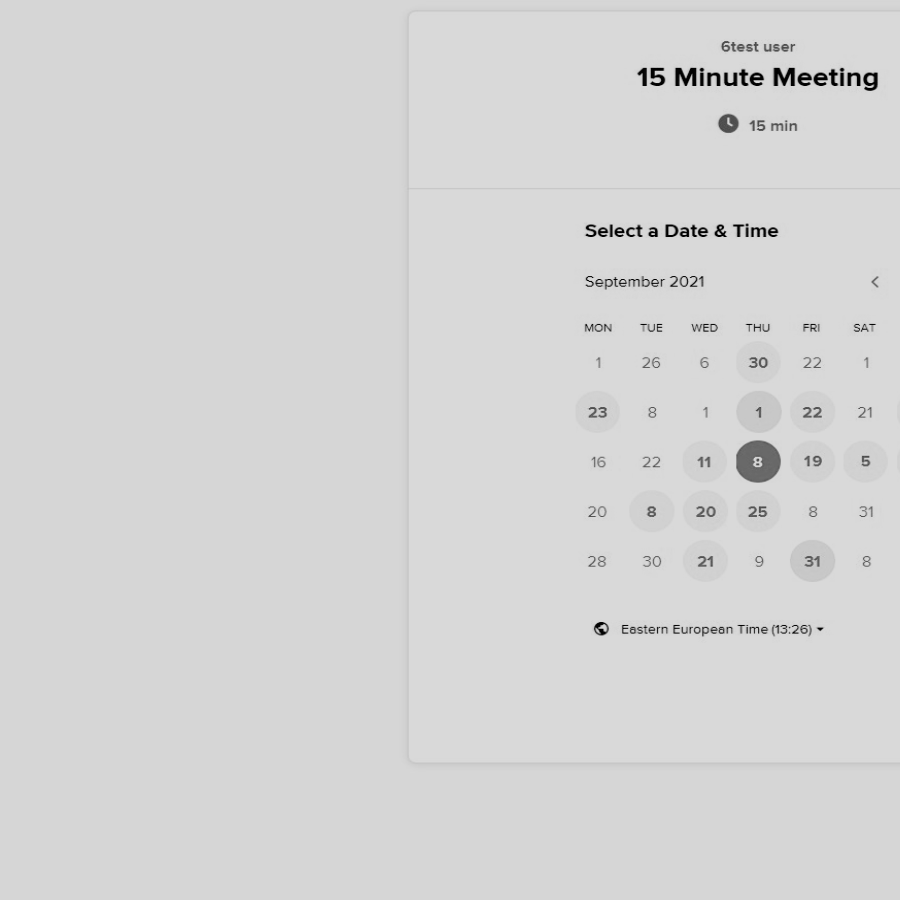 6test user
15 Minute Meeting
15 min
Select a Date & Time
September 2021
MON TUE WED THU FRI SAT
1 26 6 30 22 1
23 8 1 1 22 21
16 22 11 8 19 5
20 8 20 25 8 31
28 30 21 9 31 8
Eastern European Time (13:26)